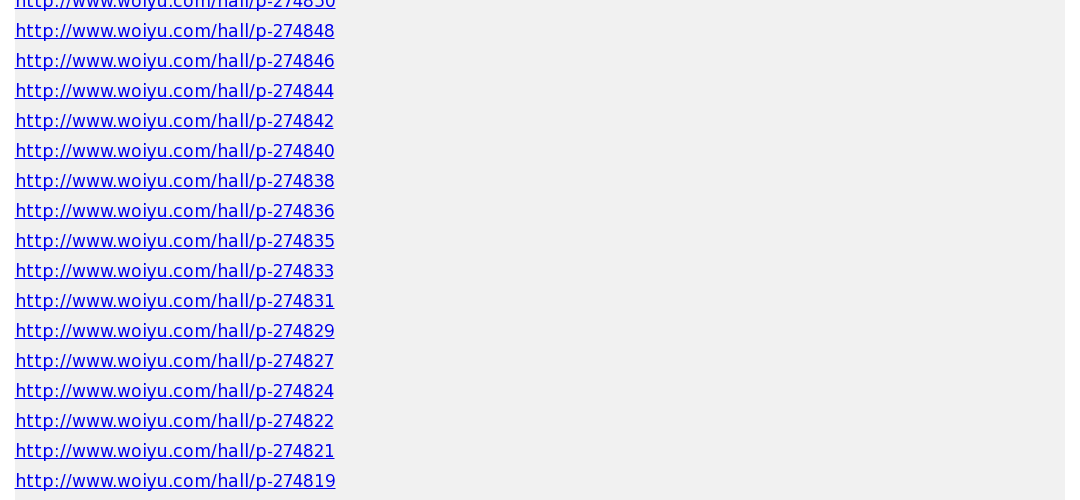 http://www.woiyu.com/hall/p-274850
http://www.woiyu.com/hall/p-274848
http://www.woiyu.com/hall/p-274846
http://www.woiyu.com/hall/p-274844
http://www.woiyu.com/hall/p-274842
http://www.woiyu.com/hall/p-274840
http://www.woiyu.com/hall/p-274838
http://www.woiyu.com/hall/p-274836
http://www.woiyu.com/hall/p-274835
http://www.woiyu.com/hall/p-274833
http://www.woiyu.com/hall/p-274831
http://www.woiyu.com/hall/p-274829
http://www.woiyu.com/hall/p-274827
http://www.woiyu.com/hall/p-274824
http://www.woiyu.com/hall/p-274822
http://www.woiyu.com/hall/p-274821
http://www.woiyu.com/hall/p-274819